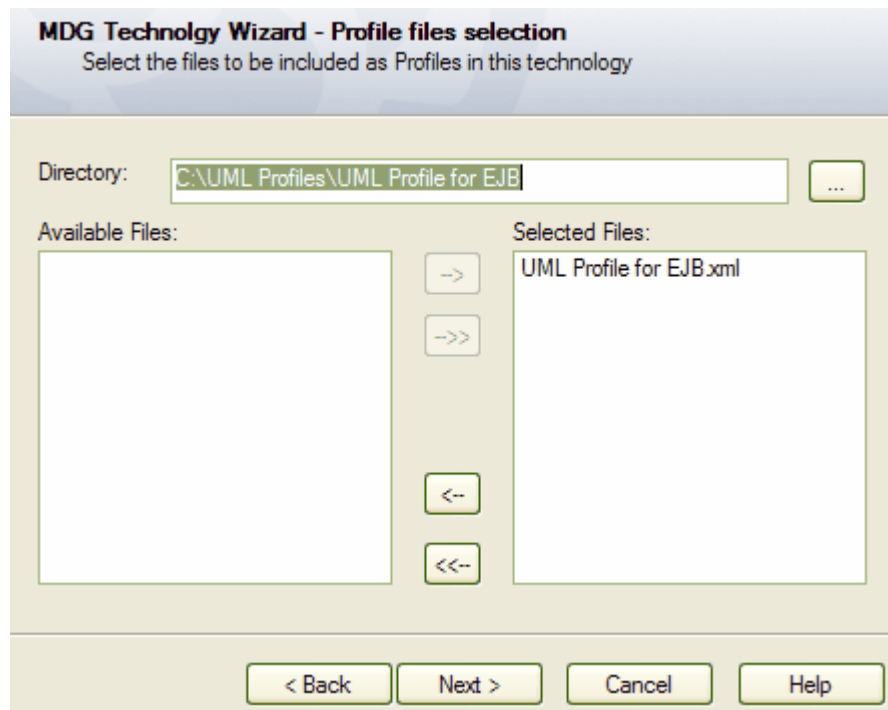 MDG Technolgy Wizard - Profile files selection
Select the files to be included as Profiles in this technology
Directory:
C:\UML Profiles\UML Profile for EJB
...
Available Files:
Selected Files:
-->
UML Profile for EJB.xml
-->>
<--
<<--
< Back
Next >
Cancel
Help